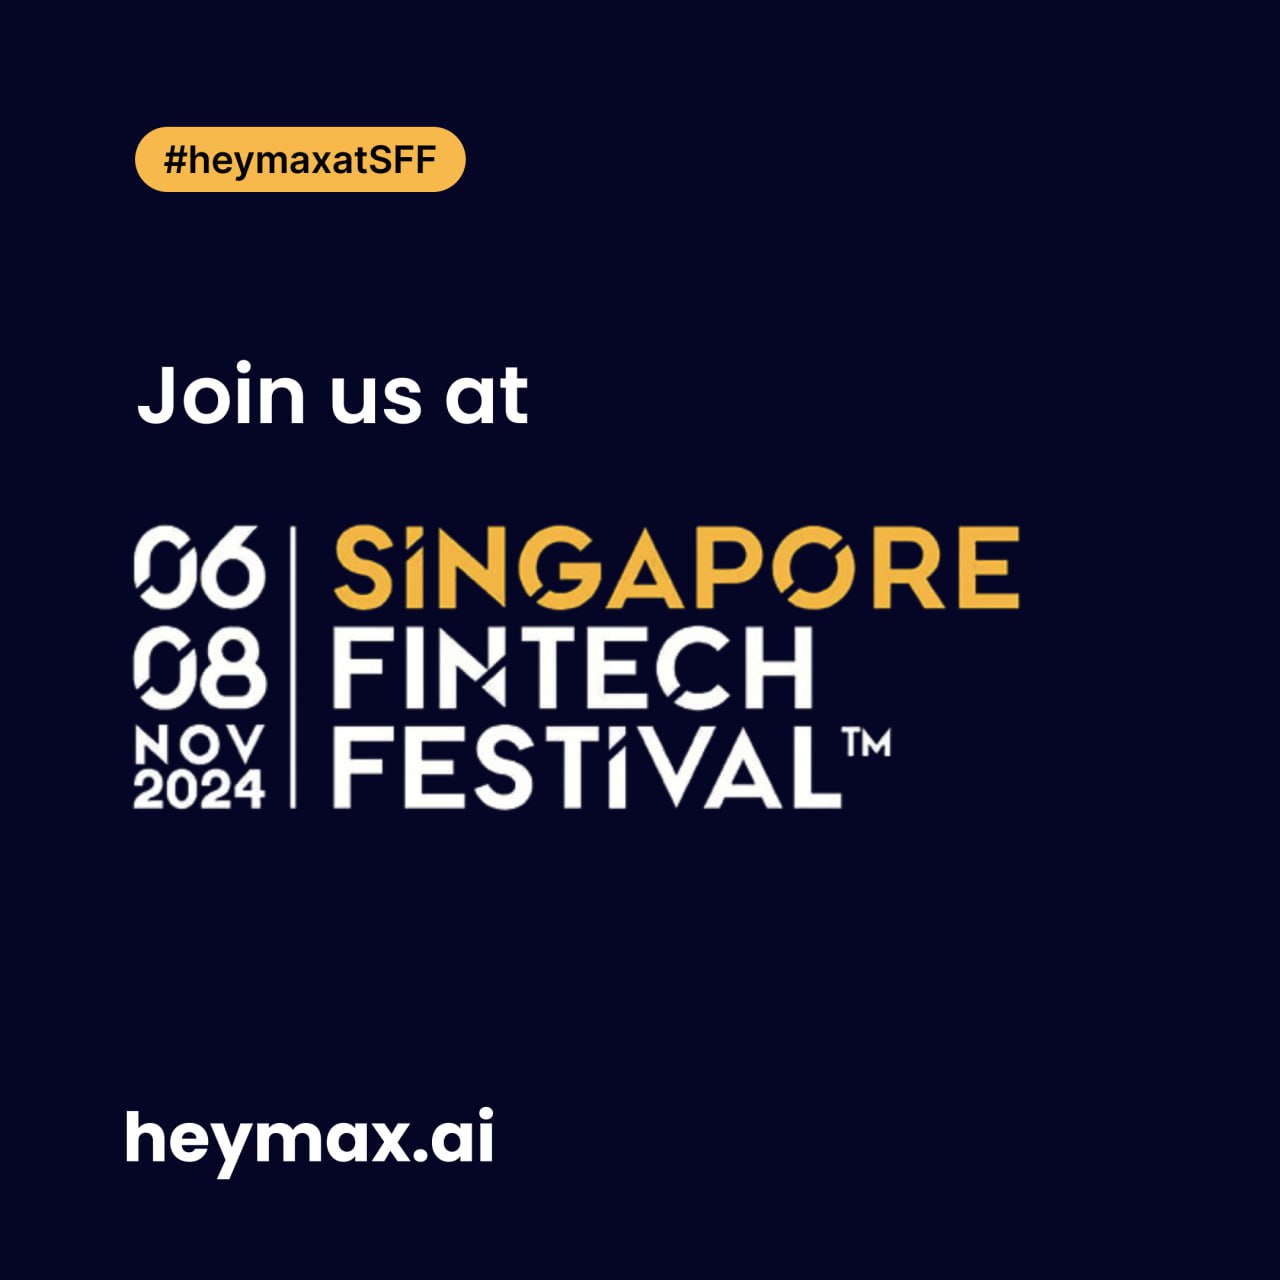 #heymaxatSFF
Join us at
06
08
NOV
2024
SINGAPORE
FINTECH
FESTIVAL™
heymax.ai